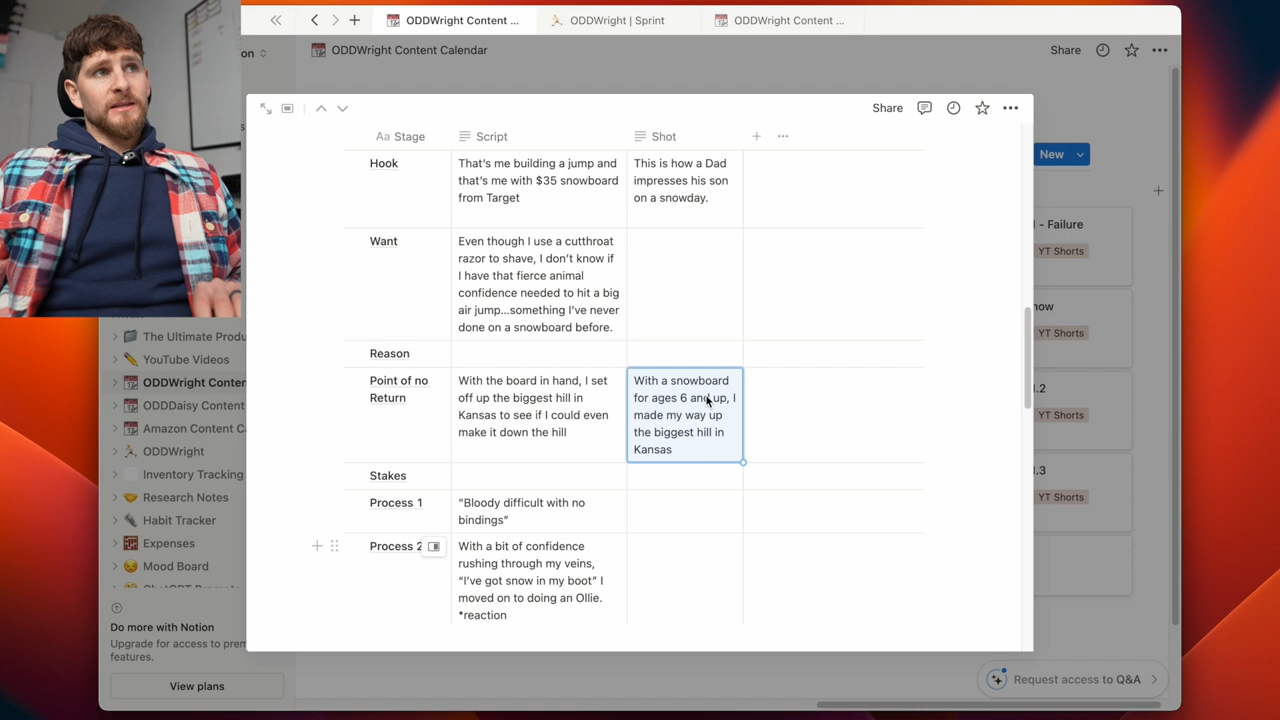 ODDWright Content ...
ODDWright | Sprint
ODDWright Content ...
on
ODDWright Content Calendar
Share
Share
Aa Stage
Script
Shot
New
Hook
That's me building a jump and
that's me with $35 snowboard
from Target
This is how a Dad
impresses his son
on a snowday.
Want
Even though I use a cutthroat
razor to shave, I don't know if
I have that fierce animal
confidence needed to hit a big
air jump...something I've never
done on a snowboard before.
Reason
Point of no
Return
With the board in hand, I set
off up the biggest hill in
Kansas to see if I could even
make it down the hill
With a snowboard
for ages 6 and up, I
made my way up
the biggest hill in
Kansas
Stakes
Process 1
"Bloody difficult with no
bindings"
Process 2
With a bit of confidence
rushing through my veins,
"I've got snow in my boot" I
moved on to doing an Ollie.
*reaction
- Failure
YT Shorts
now
YT Shorts
.2
YT Shorts
.3
YT Shorts
The Ultimate Produ
YouTube Videos
ODDWright Conten
ODDDaisy Content
Amazon Content C
ODDWright
Inventory Tracking
Research Notes
Habit Tracker
Expenses
Mood Board
Do more with Notion
Upgrade for access to prem
features.
View plans
Request access to Q&A